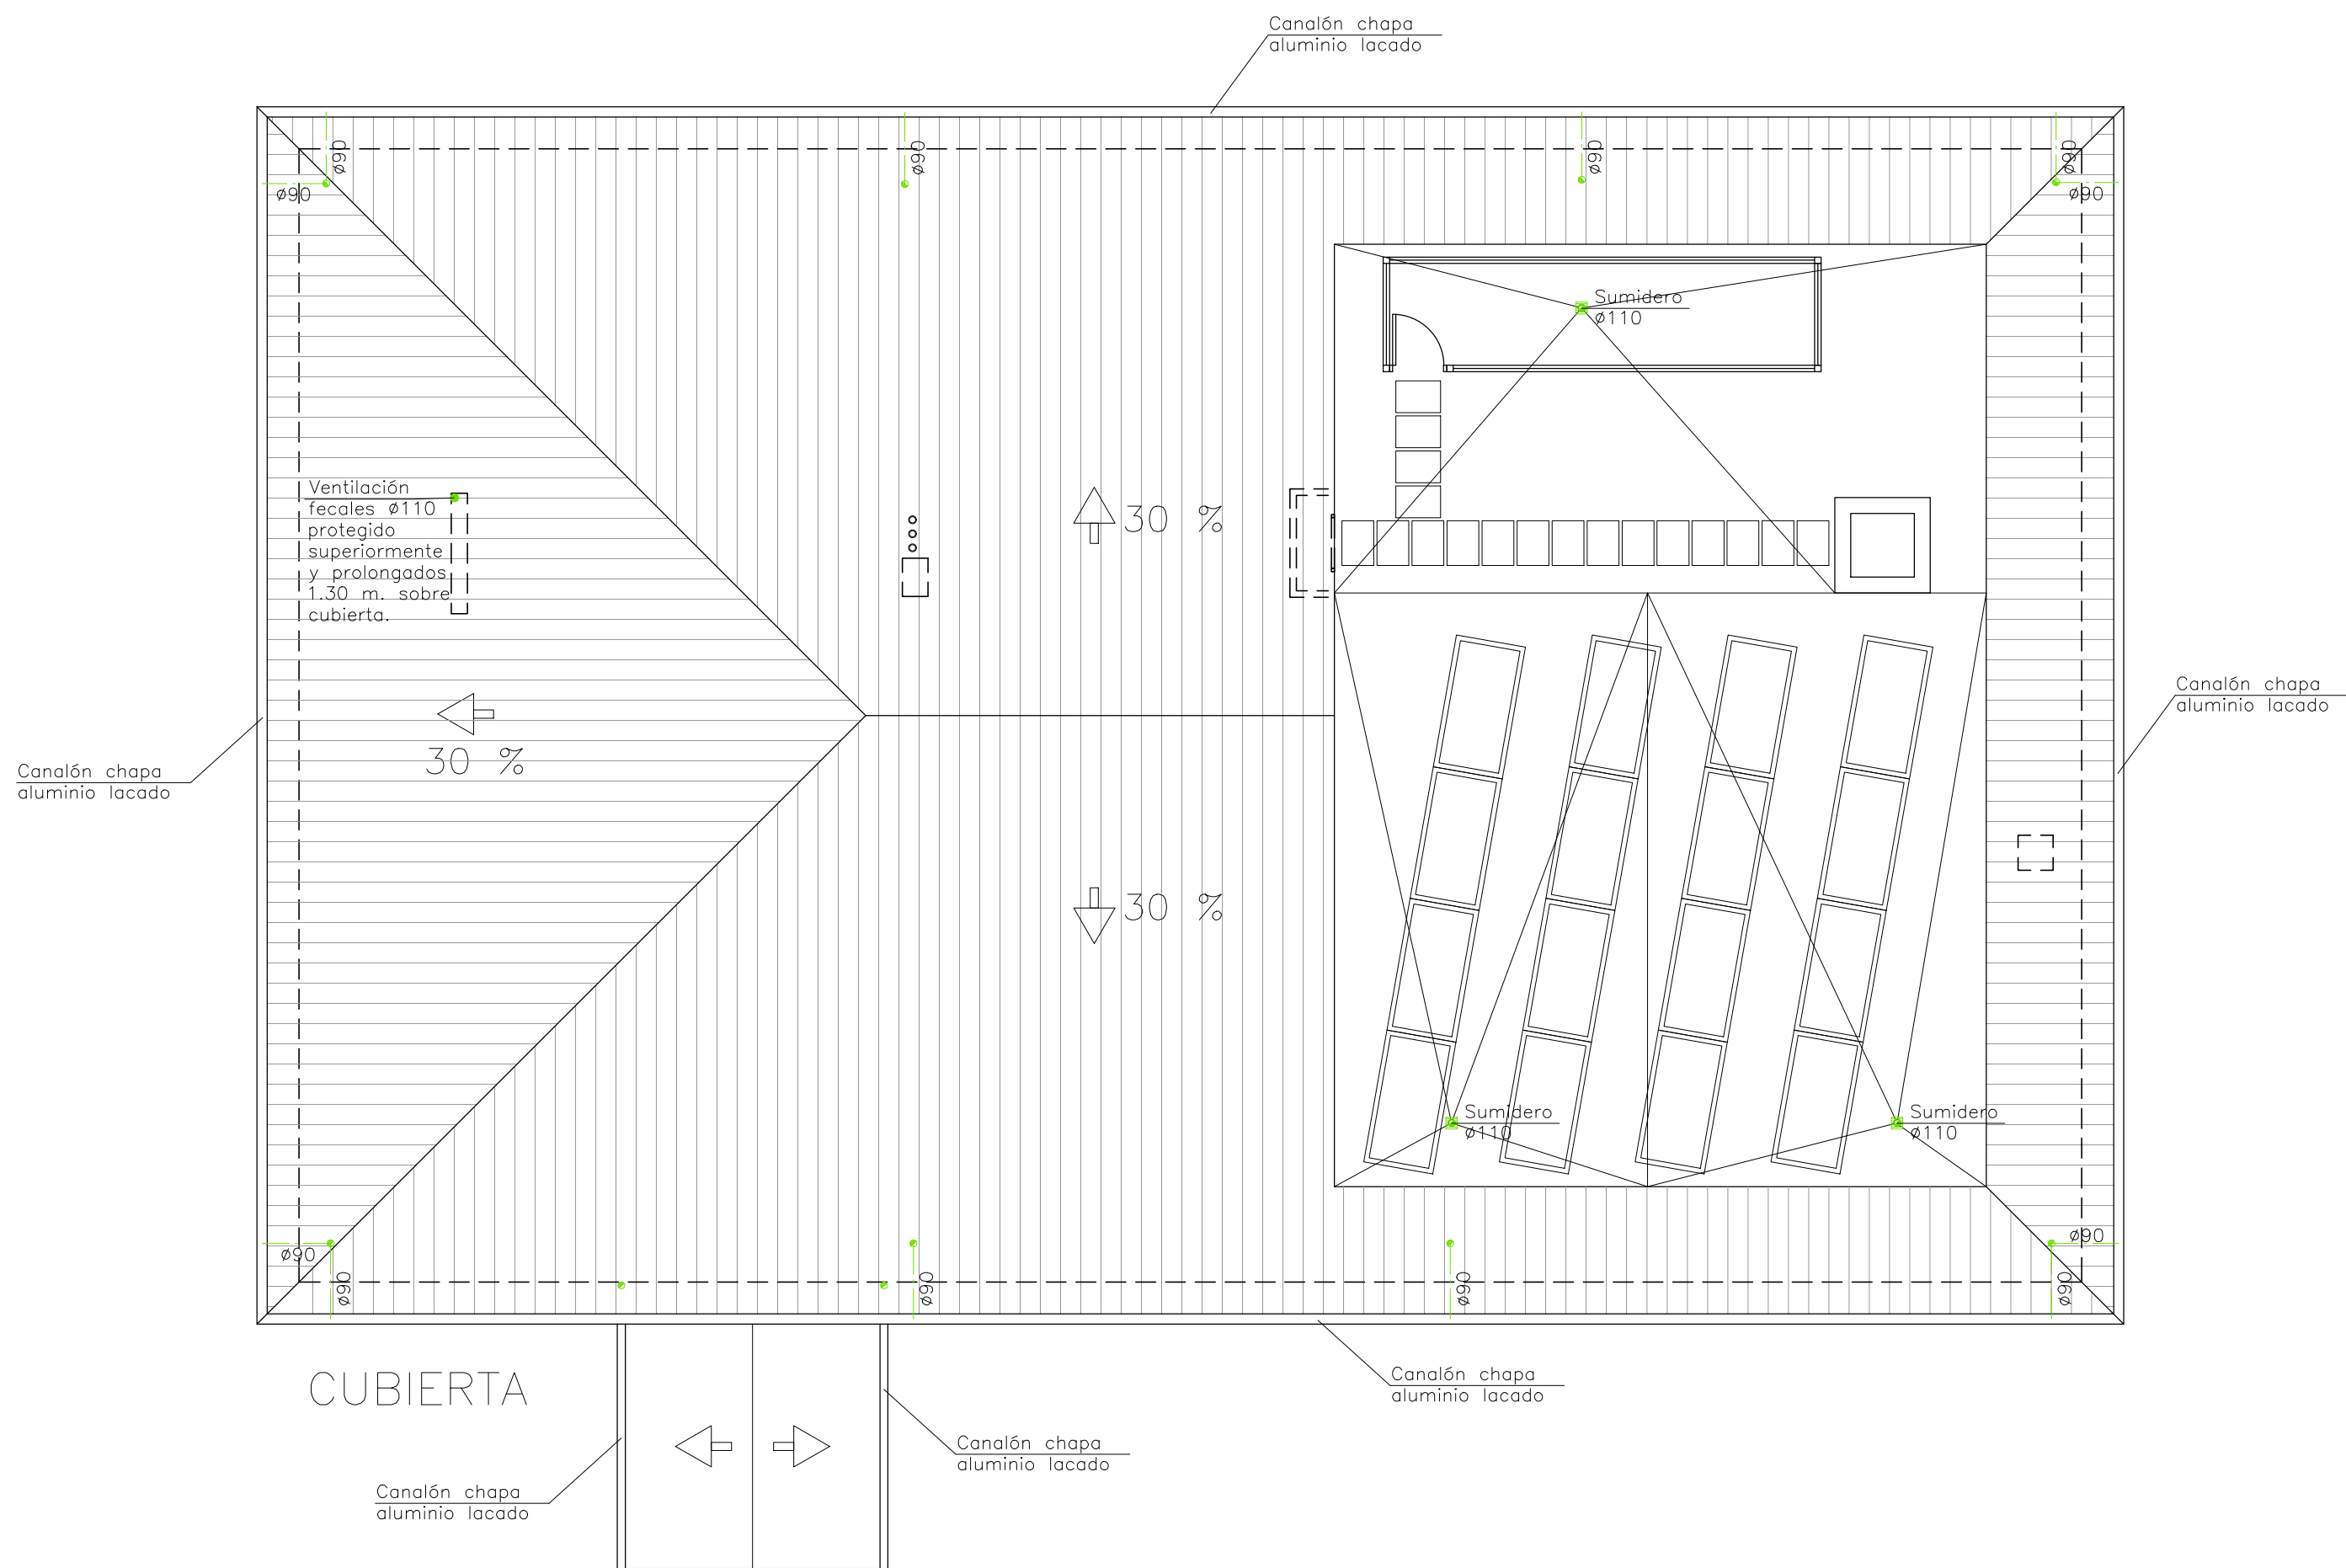 Canalón chapa
aluminio lacado
ø90
ø90
ø90
ø90
ø90
ø90
Sumidero
ø110
Ventilación
fecales Ø110
protegido
superiormente
y prolongados
1.30 m. sobre
cubierta.
30 %
30 %
30 %
Canalón chapa
aluminio lacado
Canalón chapa
aluminio lacado
Sumidero
ø110
Sumidero
ø110
ø90
ø90
ø90
ø90
ø90
ø90
CUBIERTA
Canalón chapa
aluminio lacado
Canalón chapa
aluminio lacado
Canalón chapa
aluminio lacado